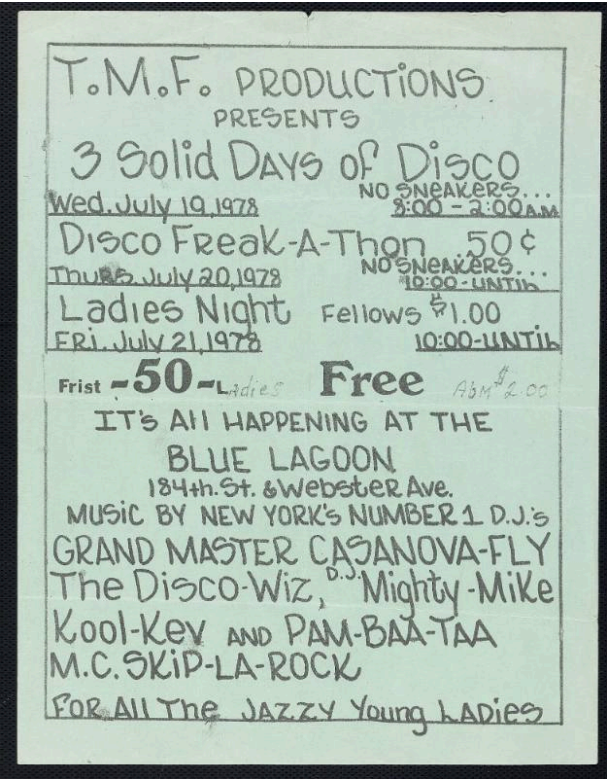 T.M.F. PRODUCTiONS
PRESENTS
3 Solid DAYS of Disco
NO SNEAKERS...
Wed. July 19, 1978 8:00 - 2:00 A.M
Disco FREAK-A-Thon 50¢
NO SNEAKERS...
Thurs. July 20, 1978 10:00-UNTil
Ladies Night Fellows $1.00
FRi. July 21, 1978 10:00-UNTil
Frist -50- Ladies Free Abm $2.00
IT'S All HAPPENING AT THE
BLUE LAGOON
184th. St. & Webster Ave.
MUSiC BY NEW YORK'S NUMBER 1 D.J.'s
GRAND MASTER CASANOVA-FLY
The Disco-Wiz, D.J. Mighty-Mike
Kool-Kev AND PAM-BAA-TAA
M.C. SKiP-LA-ROCK
FOR All The JAZZY Young LADies